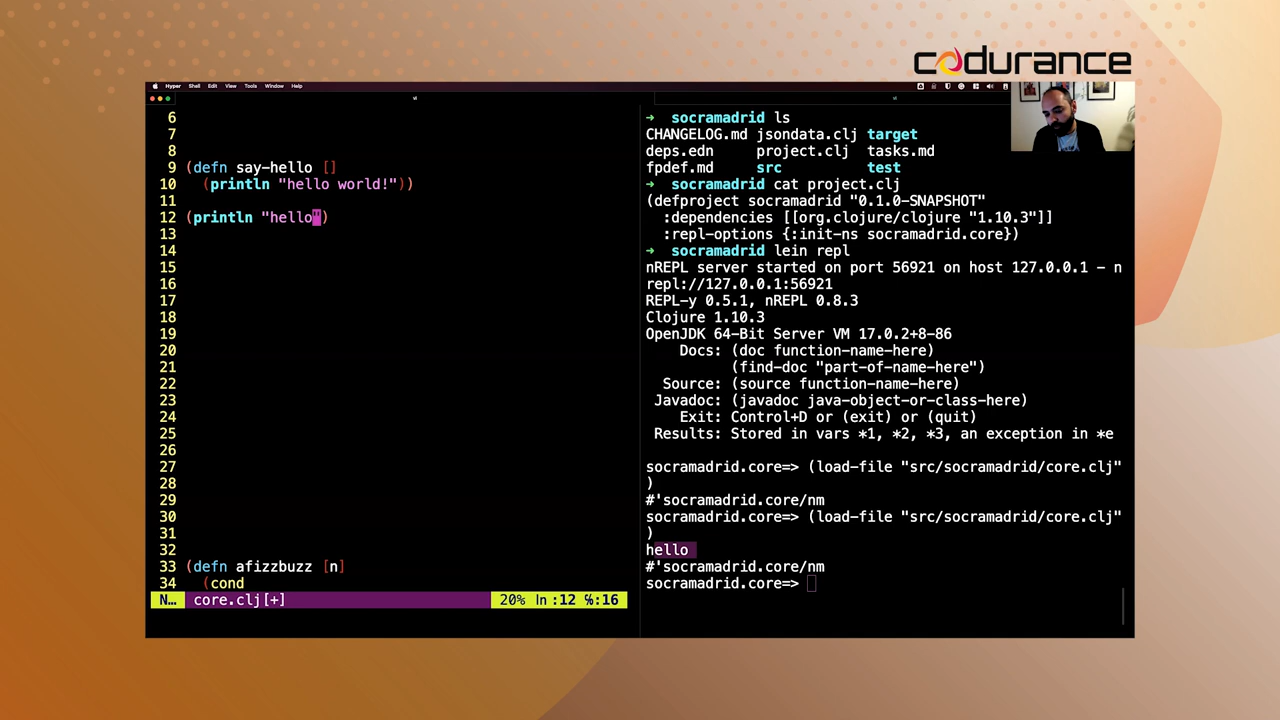 codurance
Hyper Shell Edit View Tools Window Help
vi
vi
6
7
8
9 (defn say-hello []
10 (println "hello world!"))
11
12 (println "hello")
13
14
15
16
17
18
19
20
21
22
23
24
25
26
27
28
29
30
31
32
33 (defn afizzbuzz [n]
34 (cond
N... core.clj[+] 20% ln :12 ℅:16
→ socramadrid ls
CHANGELOG.md jsondata.clj target
deps.edn project.clj tasks.md
fpdef.md src test
→ socramadrid cat project.clj
(defproject socramadrid "0.1.0-SNAPSHOT"
:dependencies [[org.clojure/clojure "1.10.3"]]
:repl-options {:init-ns socramadrid.core})
→ socramadrid lein repl
nREPL server started on port 56921 on host 127.0.0.1 - n
repl://127.0.0.1:56921
REPL-y 0.5.1, nREPL 0.8.3
Clojure 1.10.3
OpenJDK 64-Bit Server VM 17.0.2+8-86
Docs: (doc function-name-here)
(find-doc "part-of-name-here")
Source: (source function-name-here)
Javadoc: (javadoc java-object-or-class-here)
Exit: Control+D or (exit) or (quit)
Results: Stored in vars *1, *2, *3, an exception in *e
socramadrid.core=> (load-file "src/socramadrid/core.clj"
)
#'socramadrid.core/nm
socramadrid.core=> (load-file "src/socramadrid/core.clj"
)
hello
#'socramadrid.core/nm
socramadrid.core=>